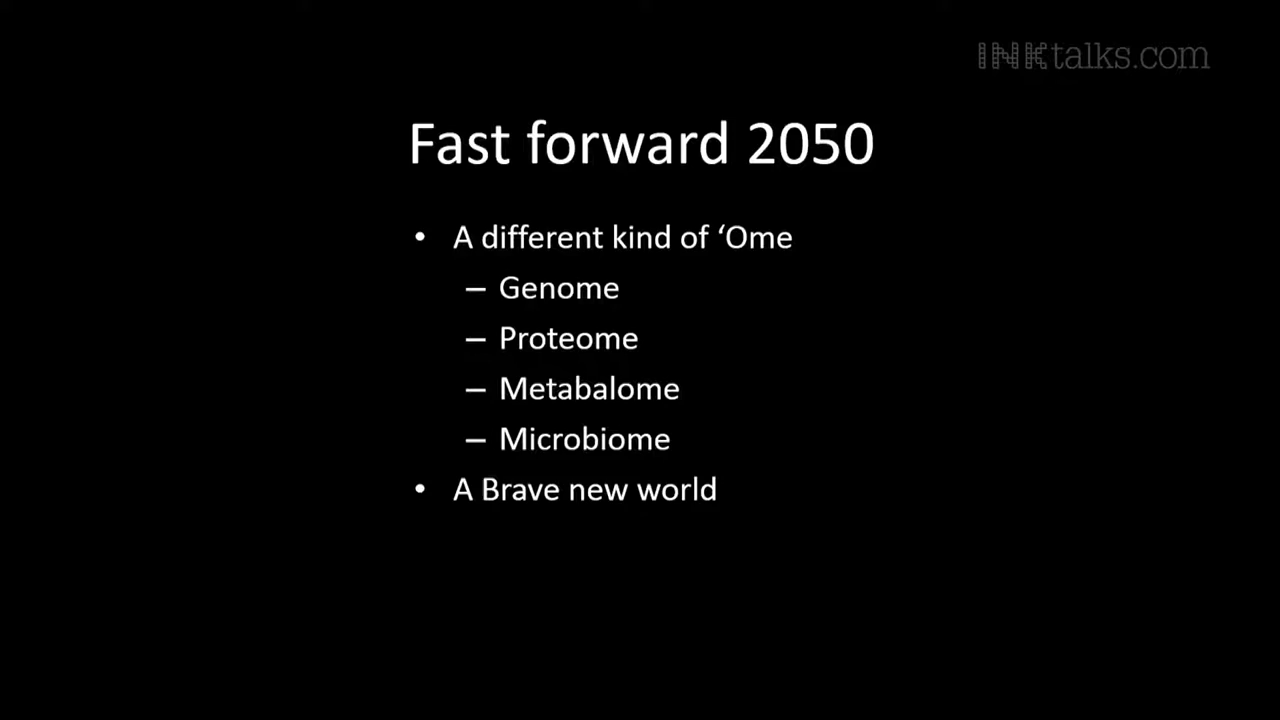 INKtalks.com
Fast forward 2050
• A different kind of ‘Ome
– Genome
– Proteome
– Metabalome
– Microbiome
• A Brave new world